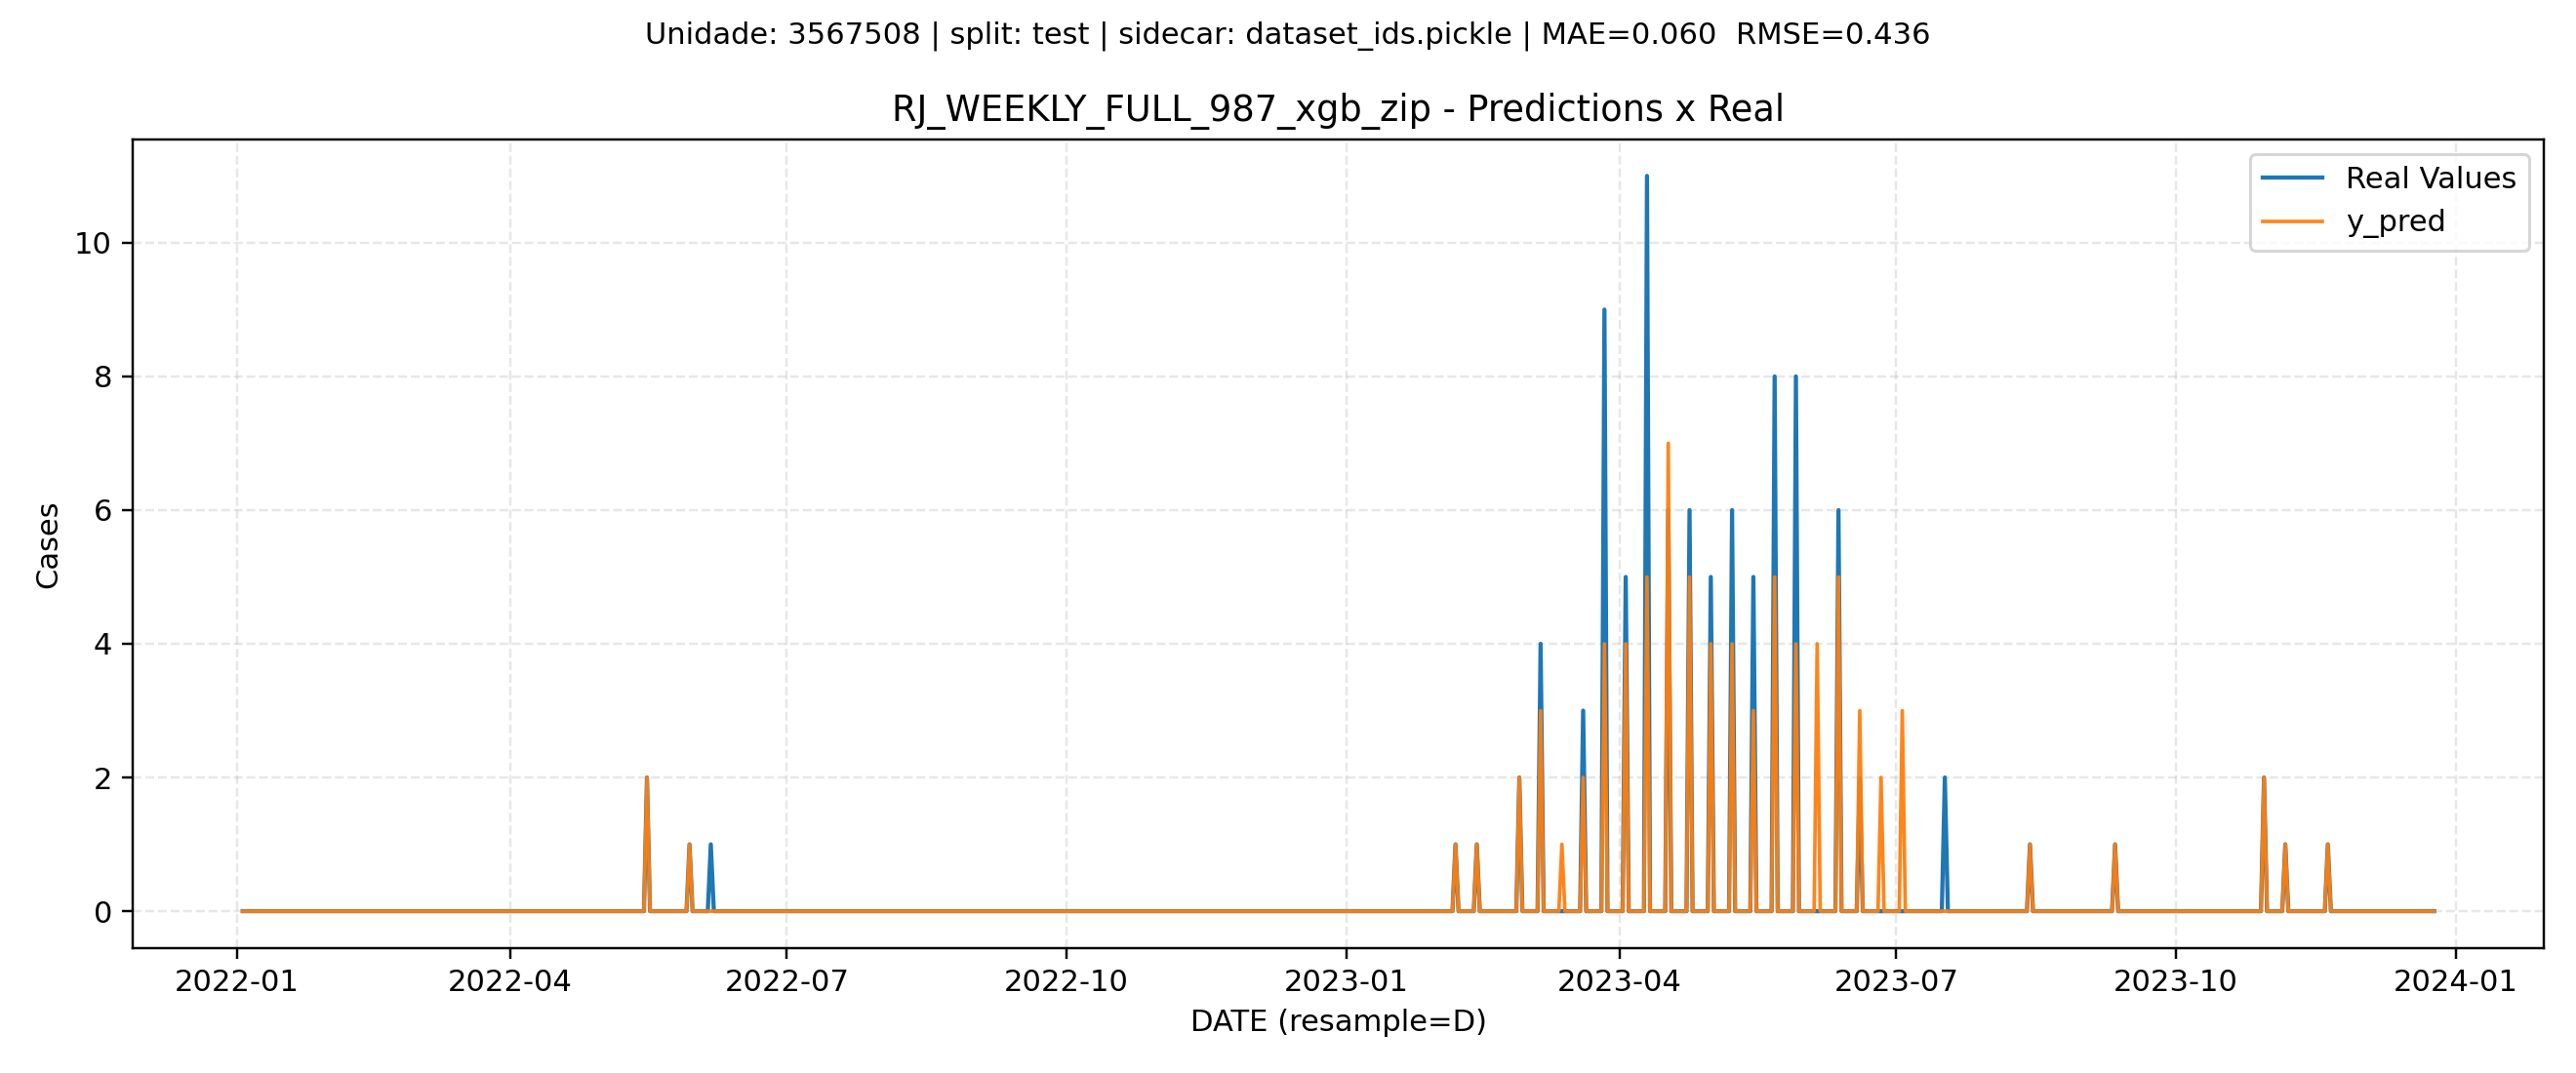 Unidade: 3567508 | split: test | sidecar: dataset_ids.pickle | MAE=0.060  RMSE=0.436
RJ_WEEKLY_FULL_987_xgb_zip - Predictions x Real
Real Values
y_pred
10
8
6
4
2
0
Cases
2022-01
2022-04
2022-07
2022-10
2023-01
2023-04
2023-07
2023-10
2024-01
DATE (resample=D)